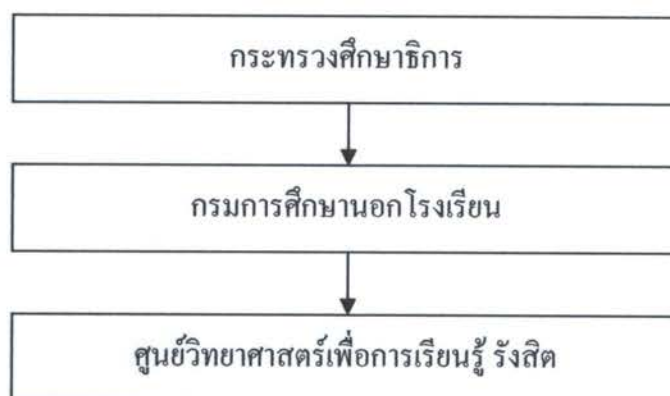 กระทรวงศึกษาธิการ
กรมการศึกษานอกโรงเรียน
ศูนย์วิทยาศาสตร์เพื่อการเรียนรู้ รังสิต